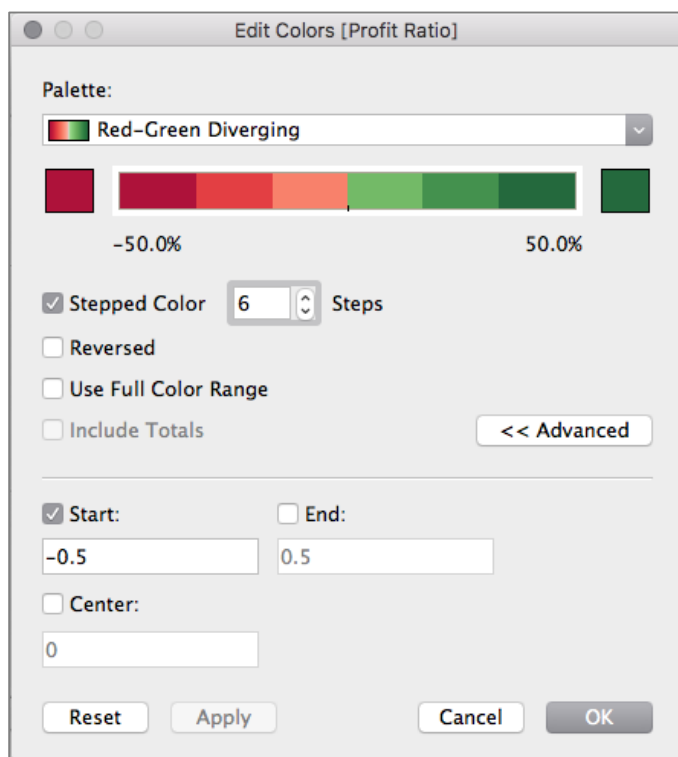 Edit Colors [Profit Ratio]
Palette:
Red-Green Diverging
-50.0% 50.0%
Stepped Color 6 Steps
Reversed
Use Full Color Range
Include Totals << Advanced
Start: End:
-0.5 0.5
Center:
0
Reset Apply Cancel OK